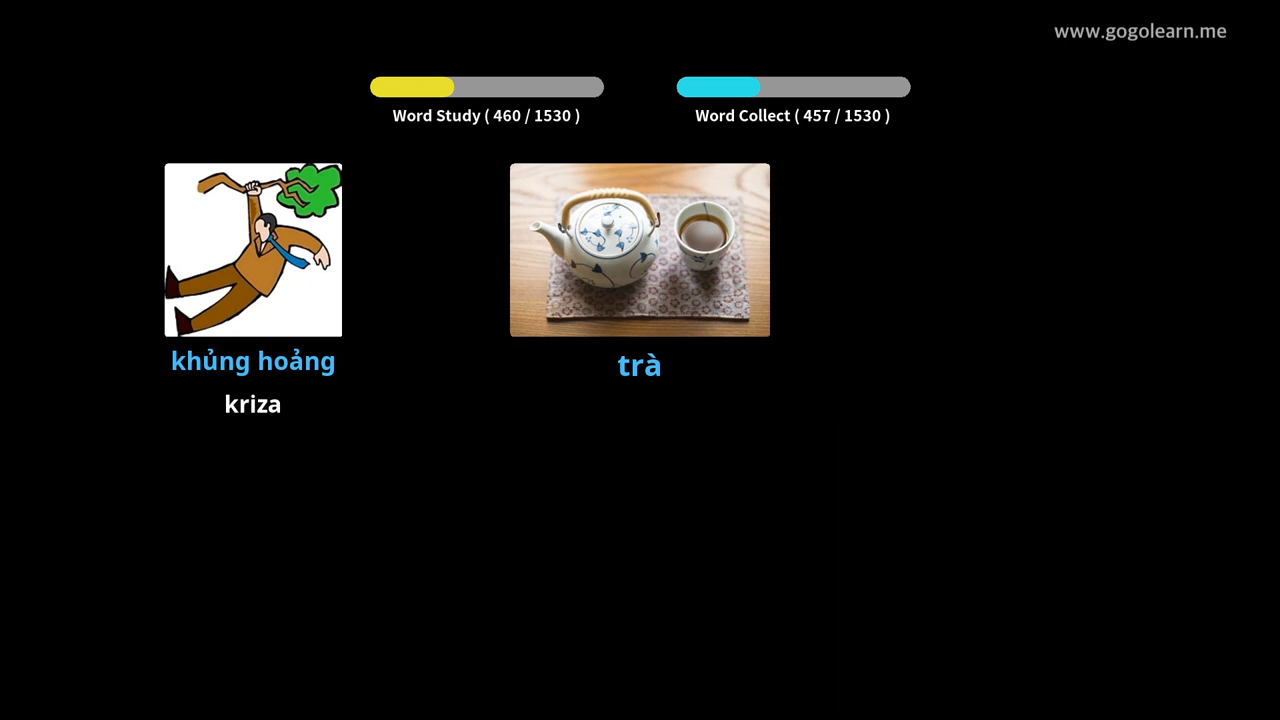 www.gogolearn.me
Word Study ( 460 / 1530 )
Word Collect ( 457 / 1530 )
khủng hoảng
kriza
trà